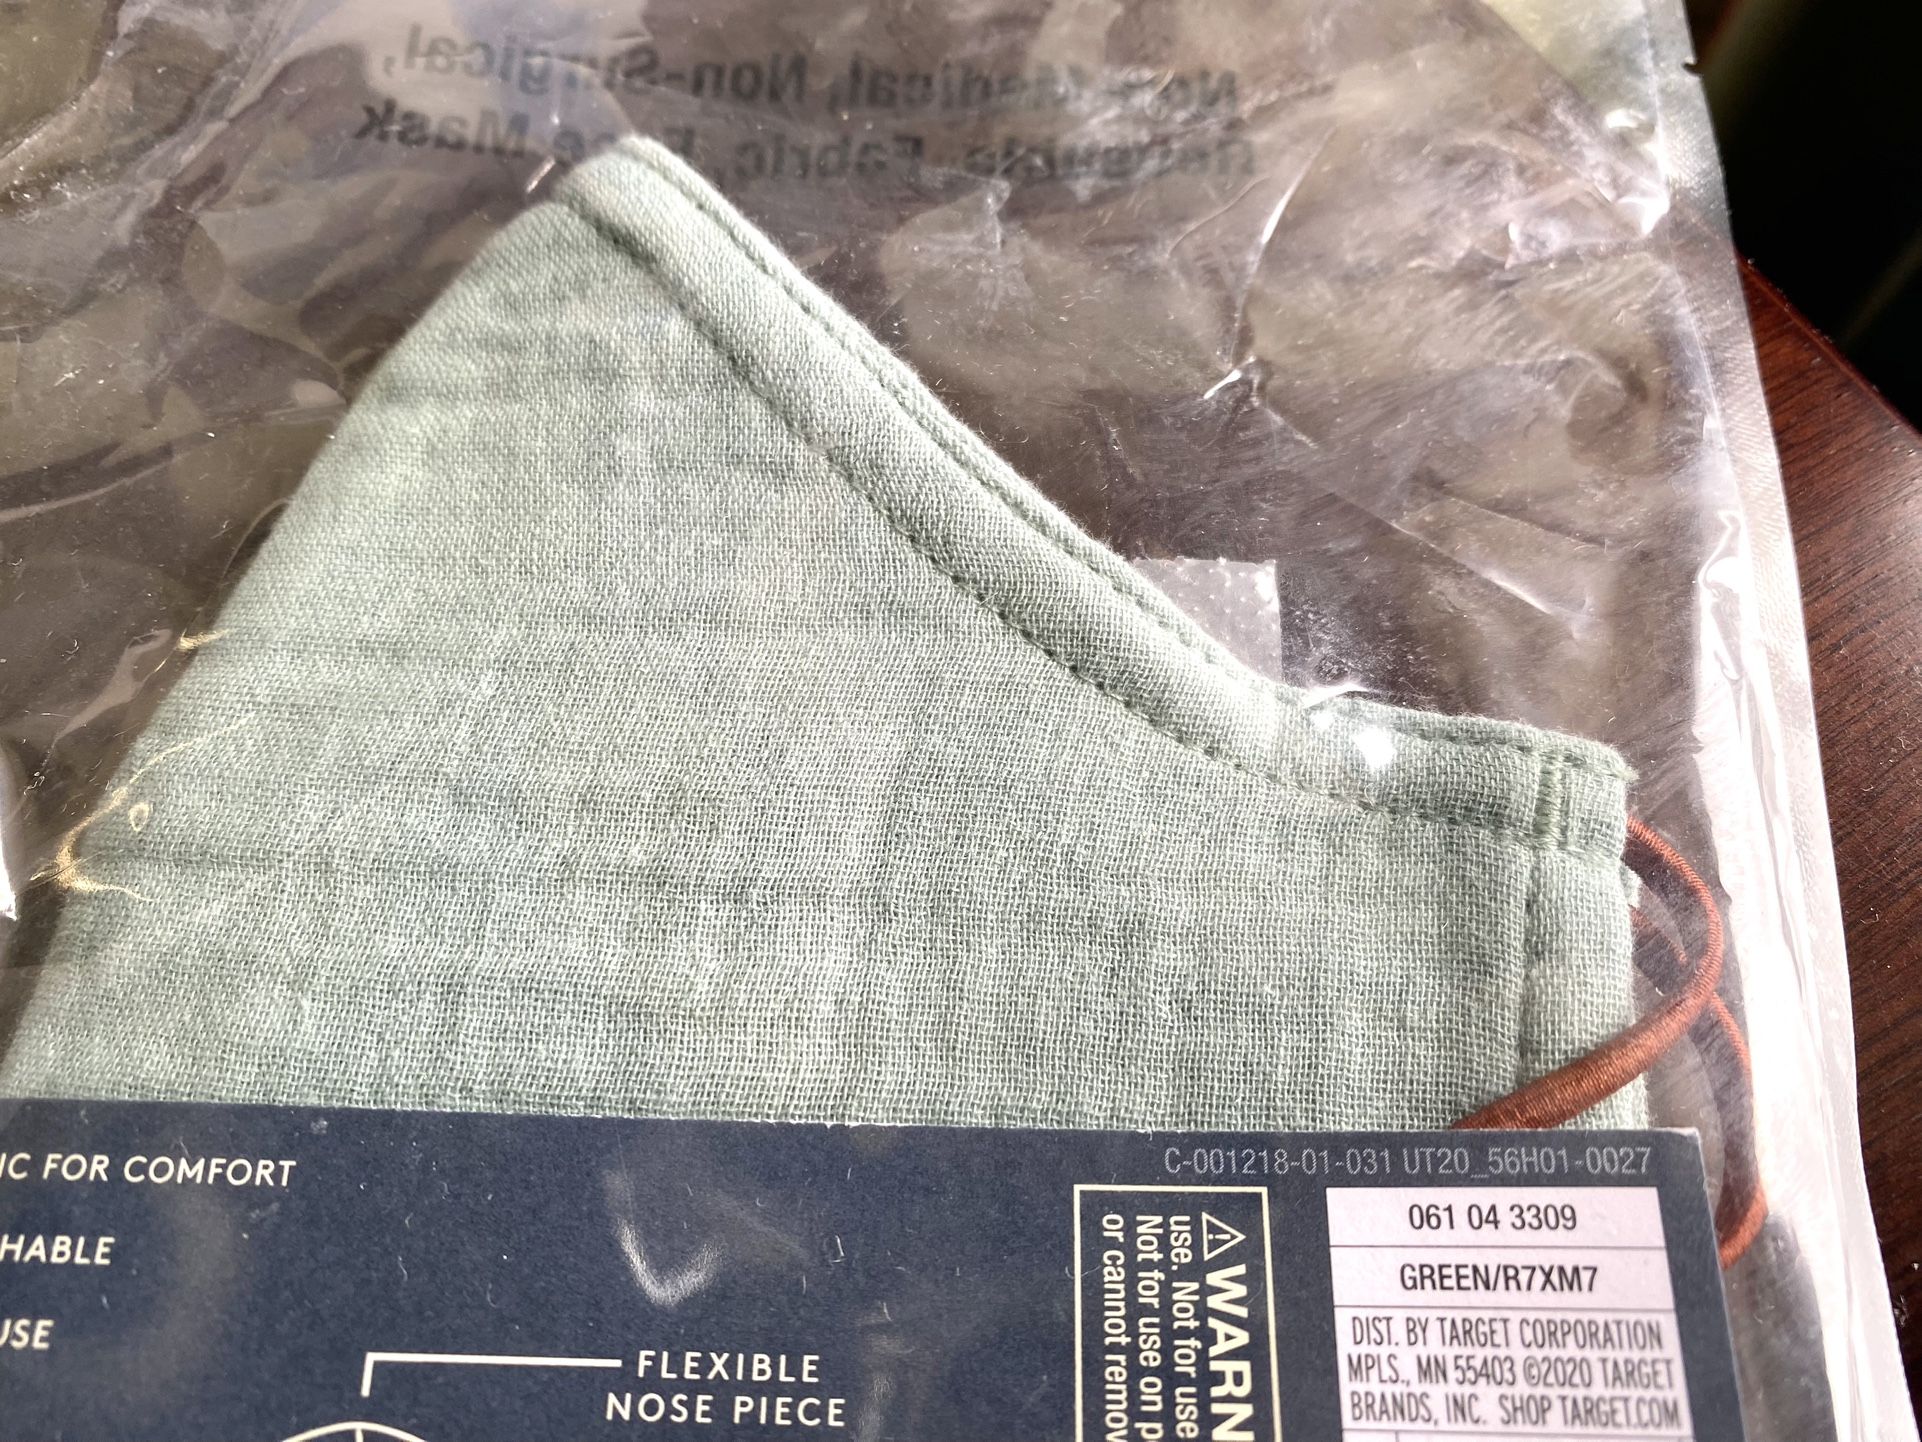 Non-Medical, Non-Surgical,
Reusable, Fabric, Face Mask
IC FOR COMFORT
HABLE
USE
FLEXIBLE
NOSE PIECE
C-001218-01-031 UT20_56H01-0027
⚠WARN
use. Not for use
Not for use on p
or cannot remov
061 04 3309
GREEN/R7XM7
DIST. BY TARGET CORPORATION
MPLS., MN 55403 ©2020 TARGET
BRANDS, INC. SHOP TARGET.COM